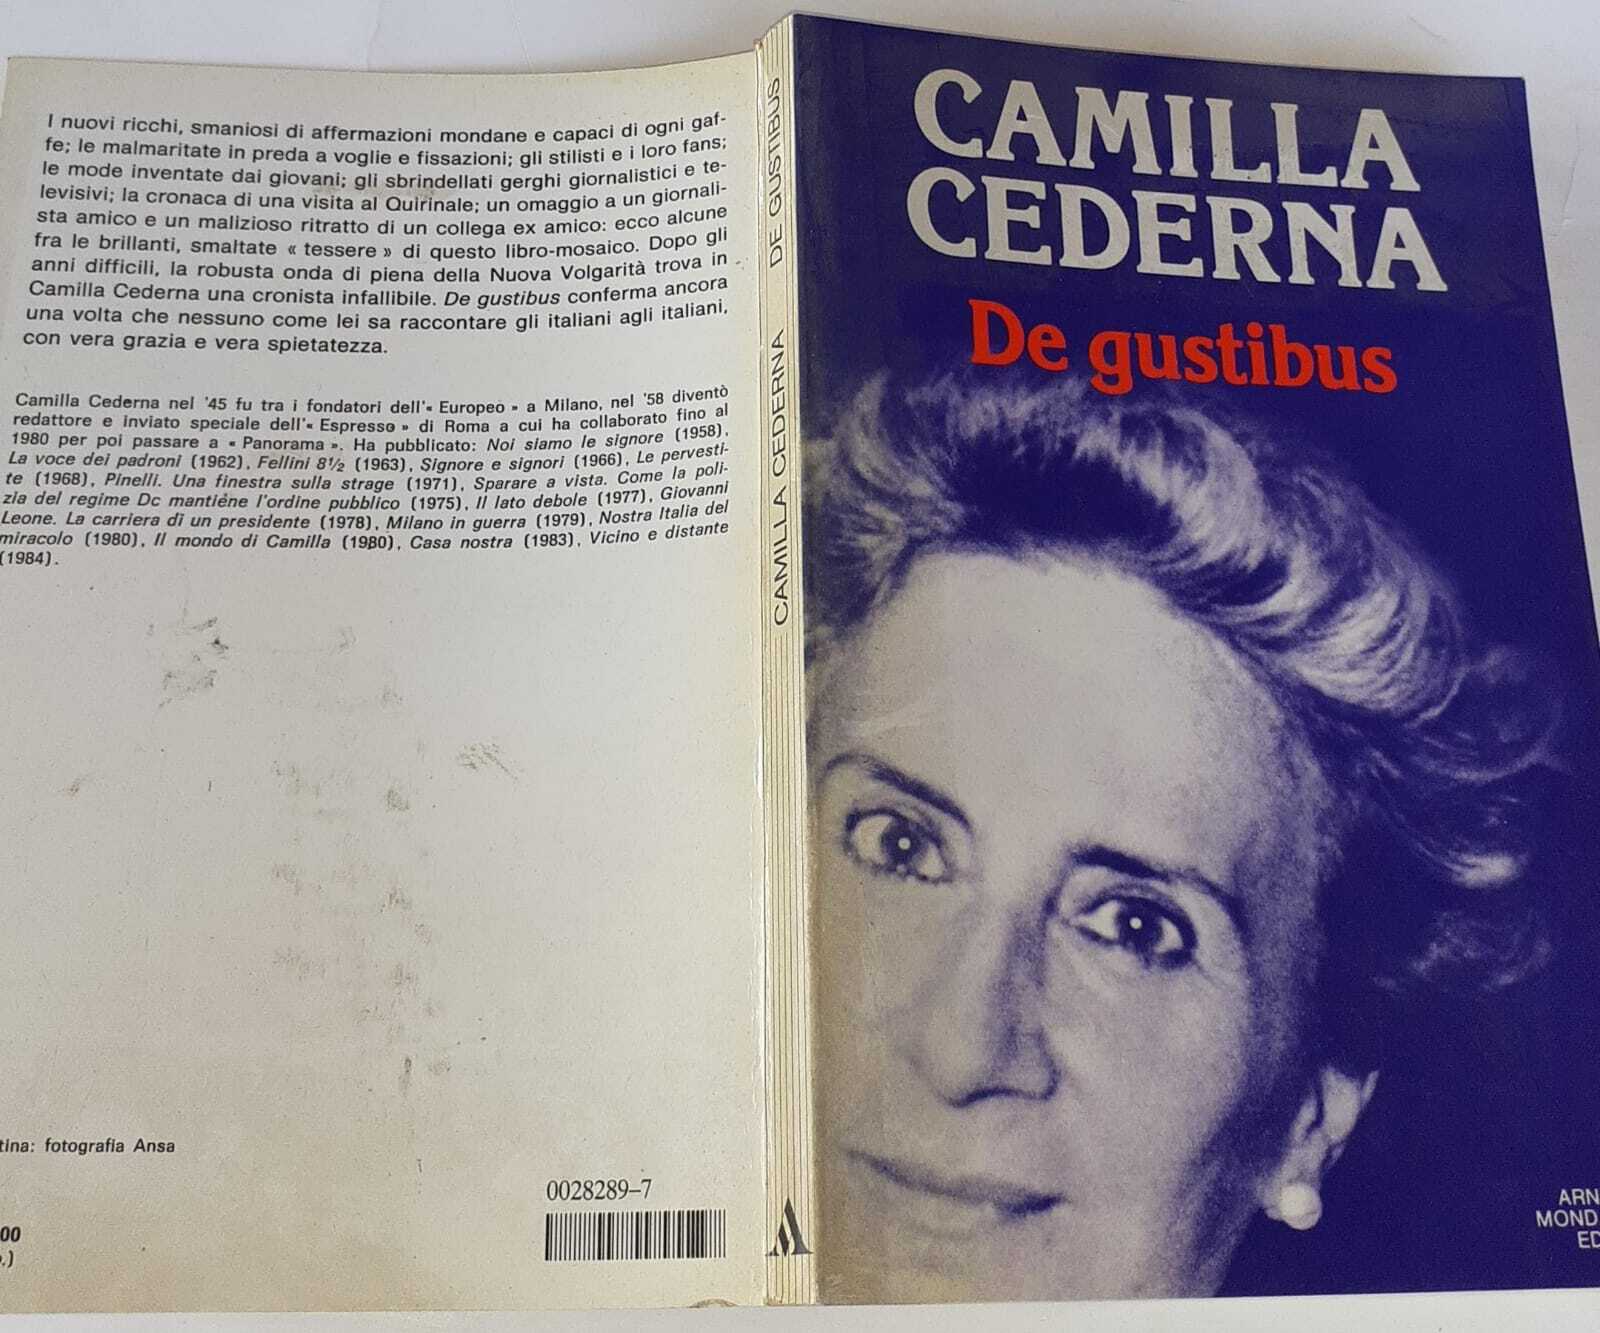 I nuovi ricchi, smaniosi di affermazioni mondane e capaci di ogni gaf-
fe; le malmaritate in preda a voglie e fissazioni; gli stilisti e i loro fans;
le mode inventate dai giovani; gli sbrindellati gerghi giornalistici e te-
levisivi; la cronaca di una visita al Quirinale; un omaggio a un giornali-
sta amico e un malizioso ritratto di un collega ex amico: ecco alcune
fra le brillanti, smaltate « tessere » di questo libro-mosaico. Dopo gli
anni difficili, la robusta onda di piena della Nuova Volgarità trova in
Camilla Cederna una cronista infallibile. De gustibus conferma ancora
una volta che nessuno come lei sa raccontare gli italiani agli italiani,
con vera grazia e vera spietatezza.
Camilla Cederna nel '45 fu tra i fondatori dell'« Europeo » a Milano, nel '58 diventò
redattore e inviato speciale dell'« Espresso » di Roma a cui ha collaborato fino al
1980 per poi passare a « Panorama ». Ha pubblicato: Noi siamo le signore (1958),
La voce dei padroni (1962), Fellini 8½ (1963), Signore e signori (1966), Le pervesti-
te (1968), Pinelli. Una finestra sulla strage (1971), Sparare a vista. Come la poli-
zia del regime Dc mantiene l'ordine pubblico (1975), Il lato debole (1977), Giovanni
Leone. La carriera di un presidente (1978), Milano in guerra (1979), Nostra Italia del
miracolo (1980), Il mondo di Camilla (1980), Casa nostra (1983), Vicino e distante
(1984).
tina: fotografia Ansa
0028289-7
00
.)
CAMILLA CEDERNA DE GUSTIBUS
CAMILLA
CEDERNA
De gustibus
ARN
MOND
ED